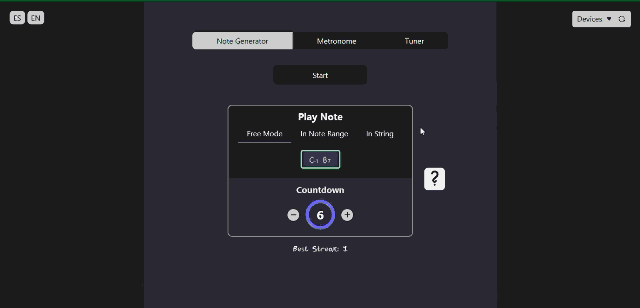 ES EN
Devices ▼
Note Generator Metronome Tuner
Start
Play Note
Free Mode In Note Range In String
C1 B7
?
Countdown
− 6 +
Best Streak: 1